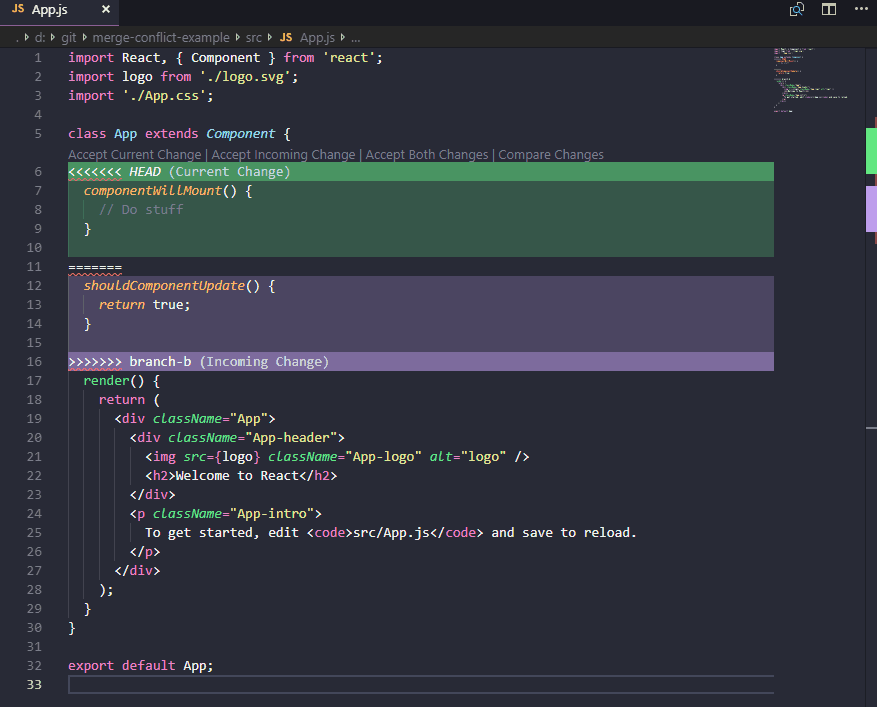 JS App.js ×
. › d: › git › merge-conflict-example › src › JS App.js › ...
1 import React, { Component } from 'react';
2 import logo from './logo.svg';
3 import './App.css';
4
5 class App extends Component {
Accept Current Change | Accept Incoming Change | Accept Both Changes | Compare Changes
6 <<<<<<< HEAD (Current Change)
7   componentWillMount() {
8     // Do stuff
9   }
10
11 =======
12   shouldComponentUpdate() {
13     return true;
14   }
15
16 >>>>>>> branch-b (Incoming Change)
17   render() {
18     return (
19       <div className="App">
20         <div className="App-header">
21           <img src={logo} className="App-logo" alt="logo" />
22           <h2>Welcome to React</h2>
23         </div>
24         <p className="App-intro">
25           To get started, edit <code>src/App.js</code> and save to reload.
26         </p>
27       </div>
28     );
29   }
30 }
31
32 export default App;
33